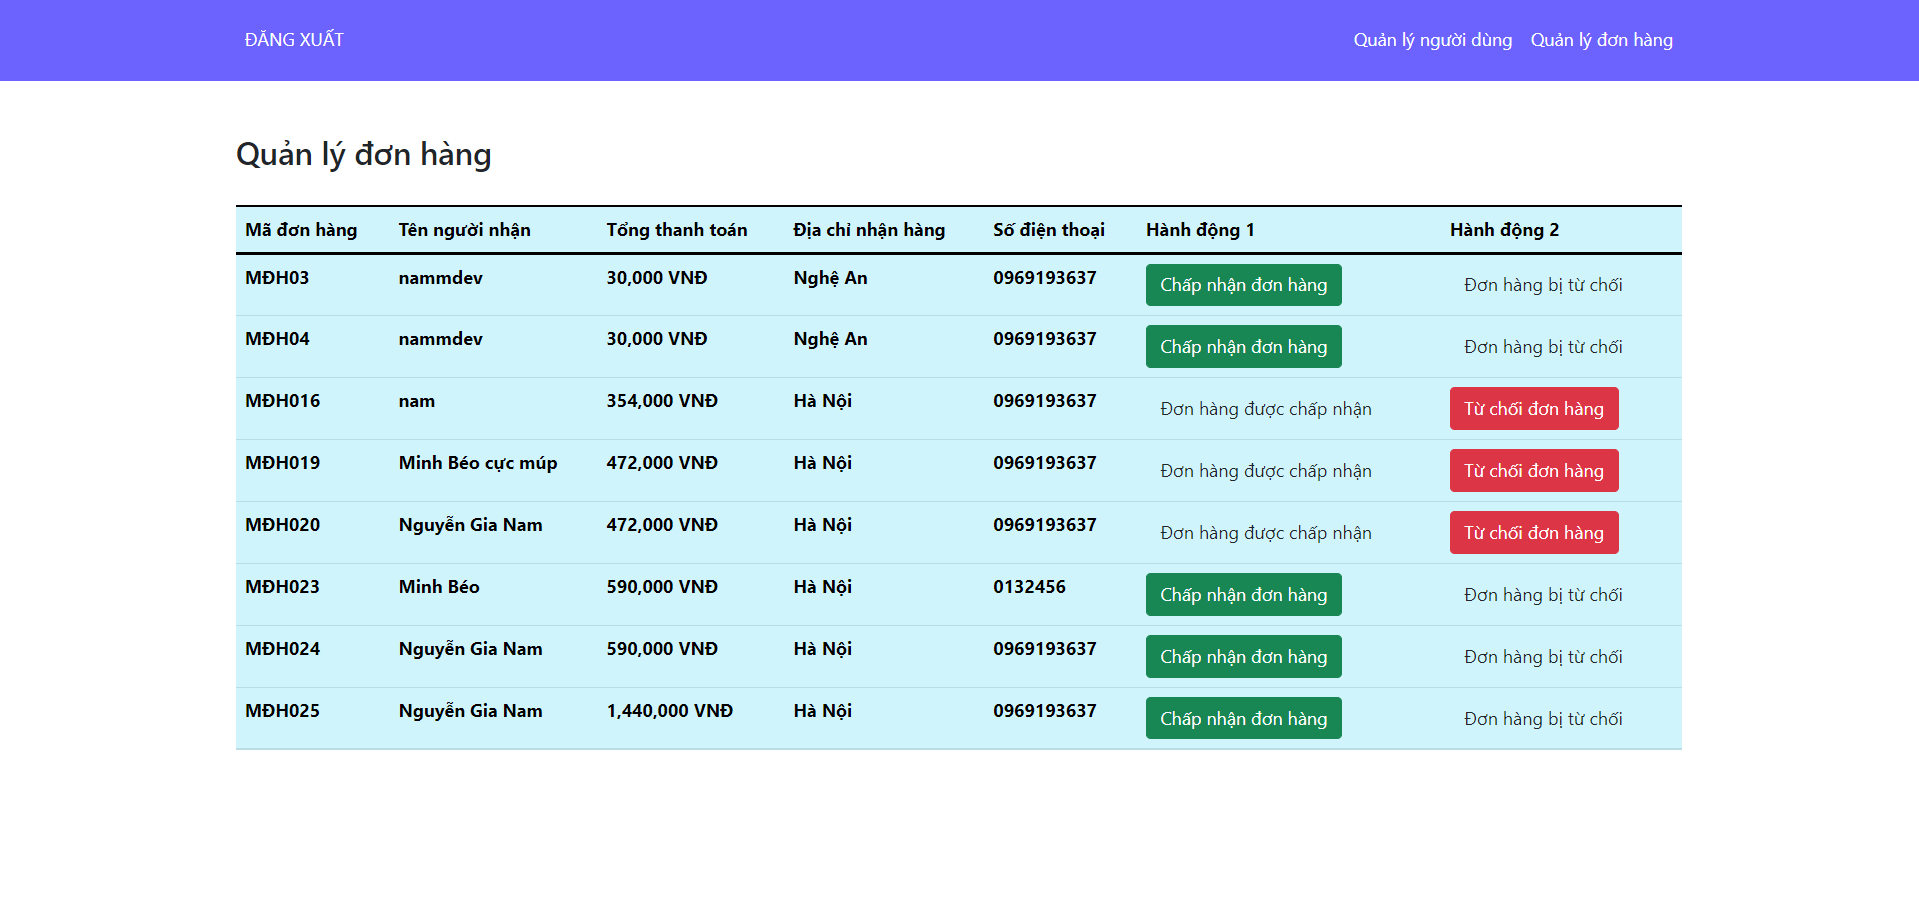 ĐĂNG XUẤT Quản lý người dùng Quản lý đơn hàng
Quản lý đơn hàng
Mã đơn hàng Tên người nhận Tổng thanh toán Địa chỉ nhận hàng Số điện thoại Hành động 1 Hành động 2
MĐH03 nammdev 30,000 VNĐ Nghệ An 0969193637 Chấp nhận đơn hàng Đơn hàng bị từ chối
MĐH04 nammdev 30,000 VNĐ Nghệ An 0969193637 Chấp nhận đơn hàng Đơn hàng bị từ chối
MĐH016 nam 354,000 VNĐ Hà Nội 0969193637 Đơn hàng được chấp nhận Từ chối đơn hàng
MĐH019 Minh Béo cực múp 472,000 VNĐ Hà Nội 0969193637 Đơn hàng được chấp nhận Từ chối đơn hàng
MĐH020 Nguyễn Gia Nam 472,000 VNĐ Hà Nội 0969193637 Đơn hàng được chấp nhận Từ chối đơn hàng
MĐH023 Minh Béo 590,000 VNĐ Hà Nội 0132456 Chấp nhận đơn hàng Đơn hàng bị từ chối
MĐH024 Nguyễn Gia Nam 590,000 VNĐ Hà Nội 0969193637 Chấp nhận đơn hàng Đơn hàng bị từ chối
MĐH025 Nguyễn Gia Nam 1,440,000 VNĐ Hà Nội 0969193637 Chấp nhận đơn hàng Đơn hàng bị từ chối